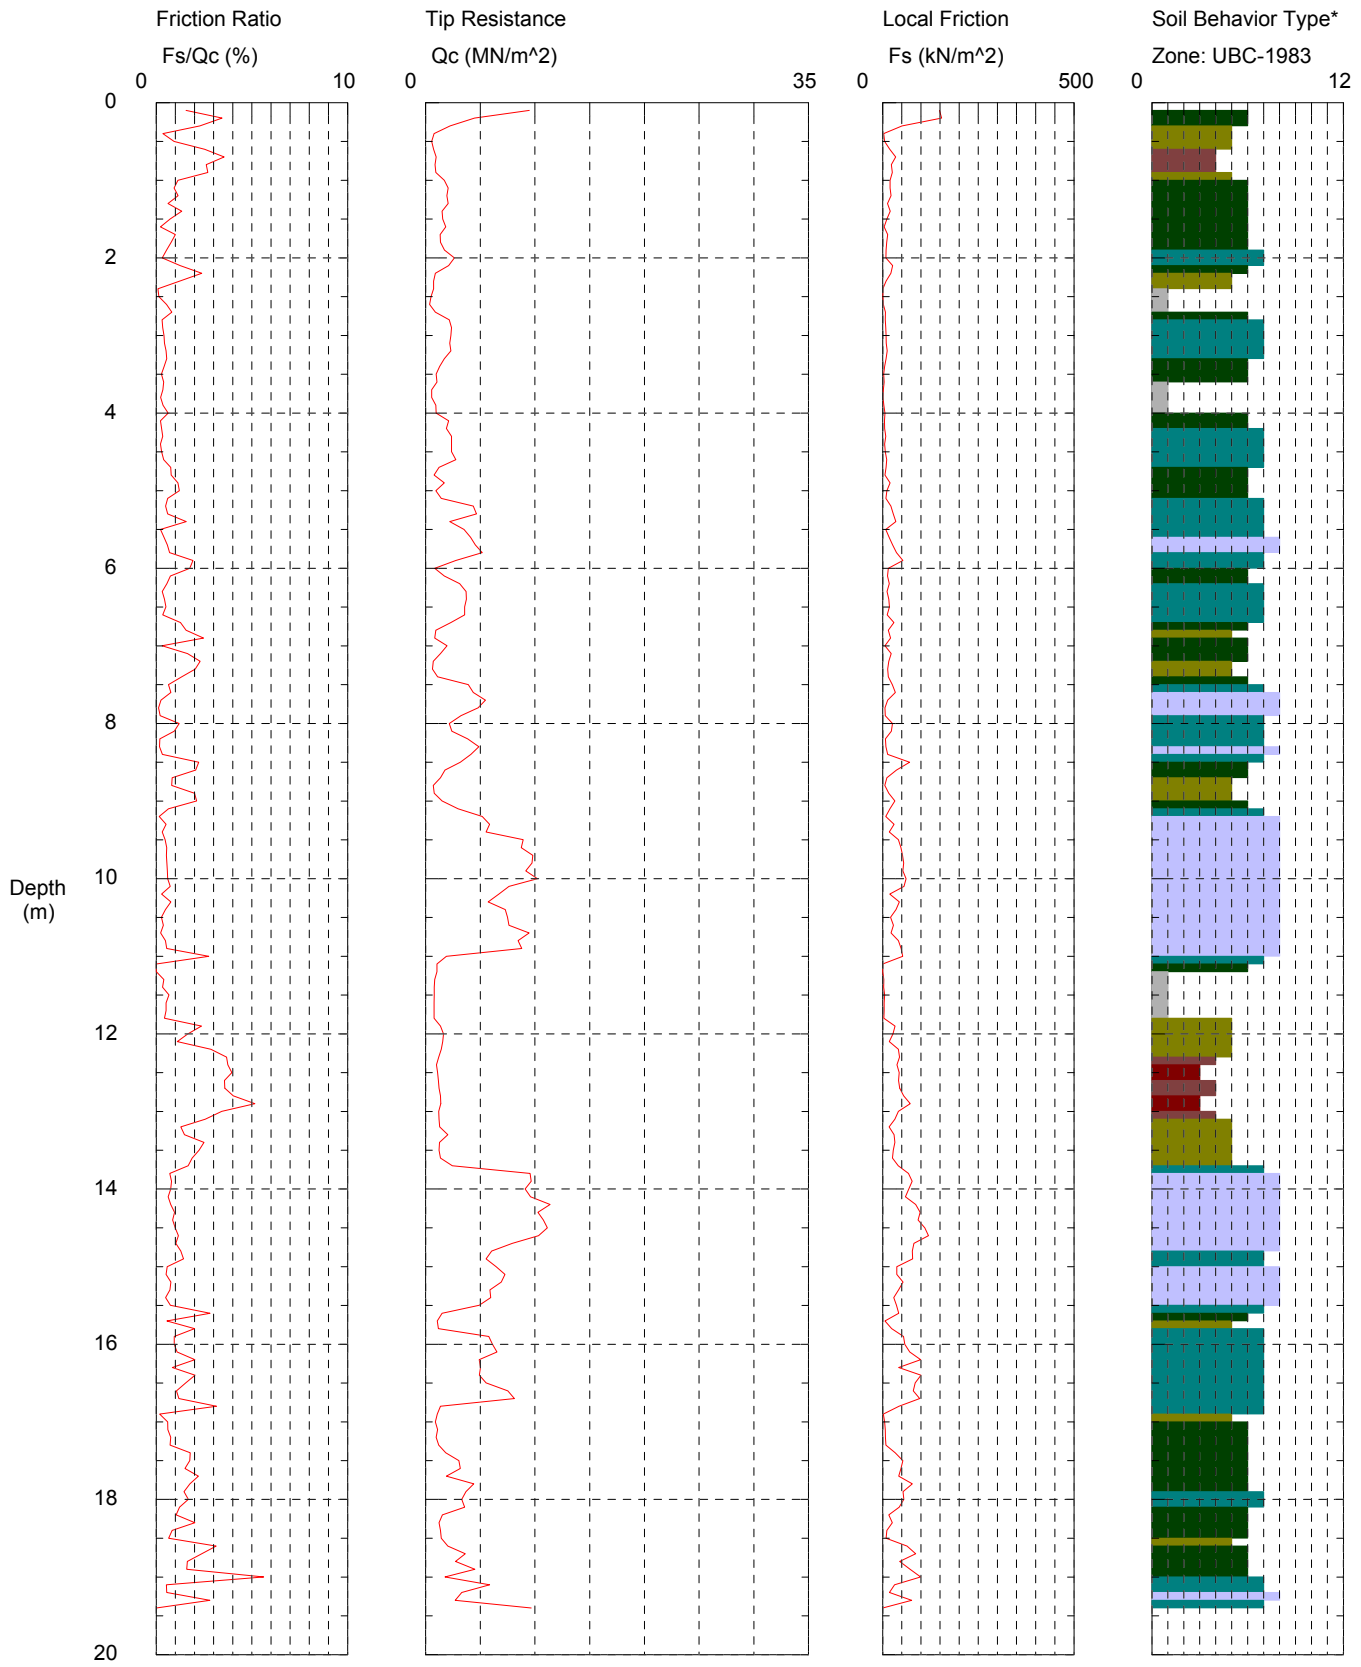 Friction Ratio Tip Resistance Local Friction Soil Behavior Type*
Fs/Qc (%) Qc (MN/m^2) Fs (kN/m^2) Zone: UBC-1983
0 10 0 35 0 500 0 12
0
2
4
6
8
10
Depth
(m)
12
14
16
18
20